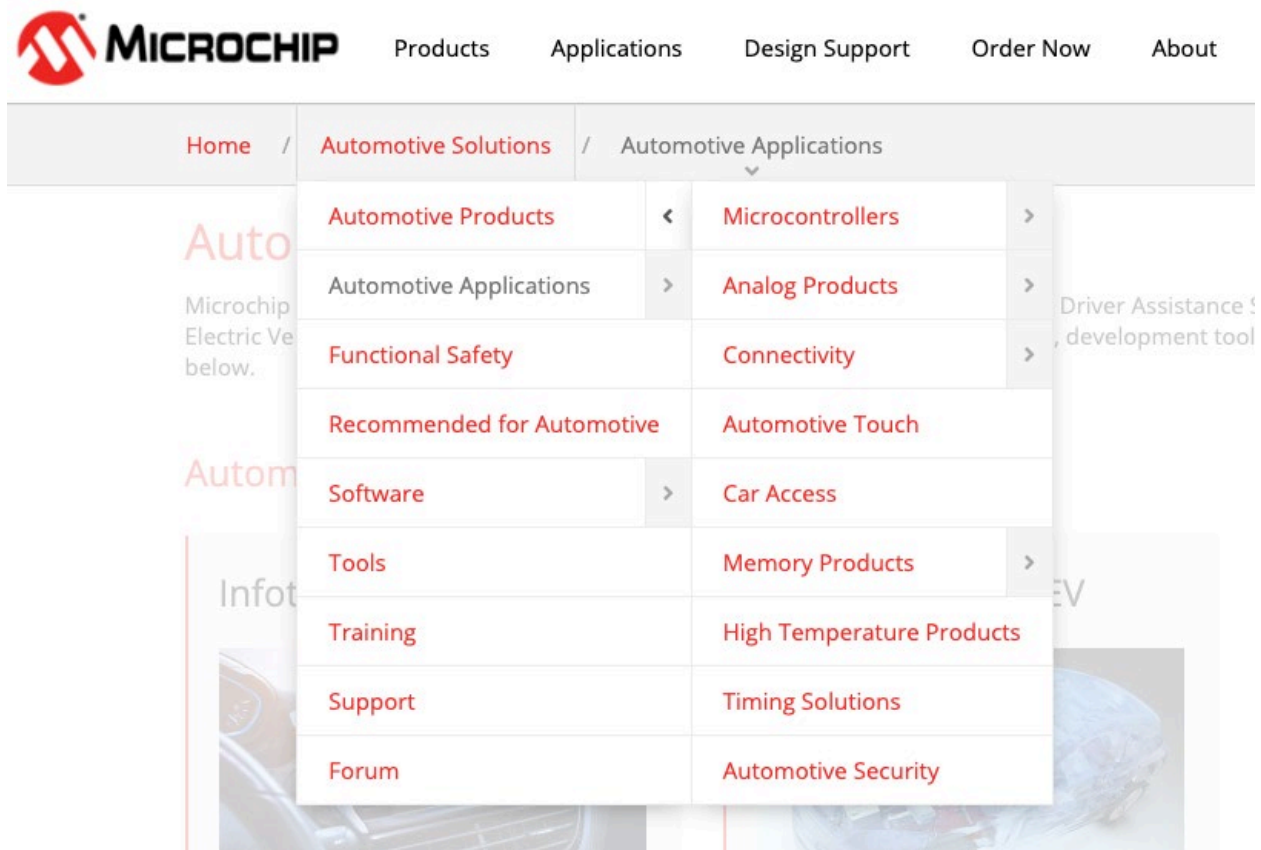 MICROCHIP Products Applications Design Support Order Now About
Home / Automotive Solutions / Automotive Applications
Automotive Products
Automotive Applications
Functional Safety
Recommended for Automotive
Software
Tools
Training
Support
Forum
Microcontrollers
Analog Products
Connectivity
Automotive Touch
Car Access
Memory Products
High Temperature Products
Timing Solutions
Automotive Security
Auto
Microchip
Driver Assistance
Electric Ve
, development tool
below.
Autom
Infot
EV